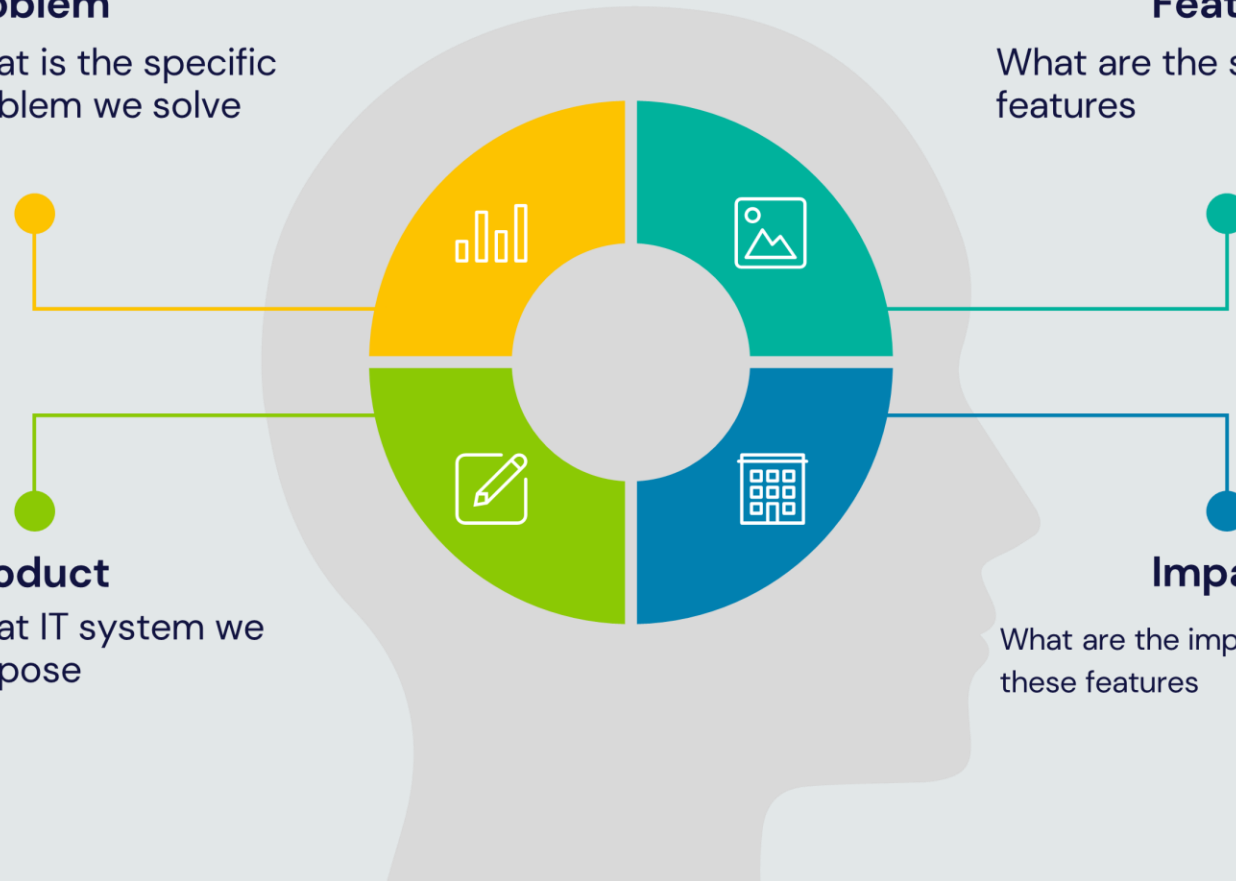 oblem
at is the specific
blem we solve
Feat
What are the s
features
oduct
at IT system we
pose
Impa
What are the imp
these features